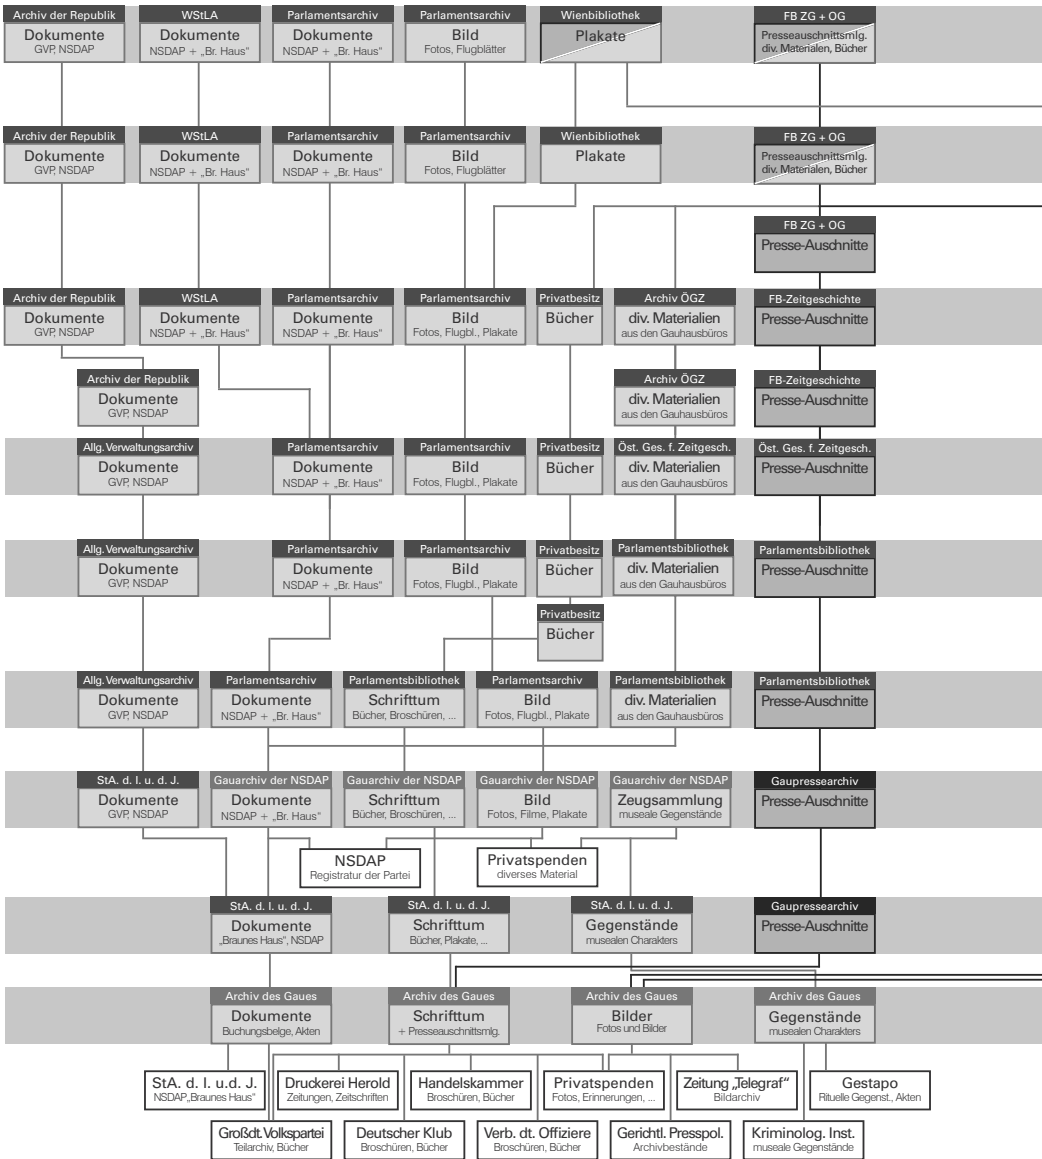 Archiv der Republik
Dokumente
GVP, NSDAP
WStLA
Dokumente
NSDAP + „Br. Haus“
Parlamentsarchiv
Dokumente
NSDAP + „Br. Haus“
Parlamentsarchiv
Bild
Fotos, Flugblätter
Wienbibliothek
Plakate
FB ZG + OG
Presseauschnittsmlg.
div. Materialen, Bücher
Archiv der Republik
Dokumente
GVP, NSDAP
WStLA
Dokumente
NSDAP + „Br. Haus“
Parlamentsarchiv
Dokumente
NSDAP + „Br. Haus“
Parlamentsarchiv
Bild
Fotos, Flugblätter
Wienbibliothek
Plakate
FB ZG + OG
Presseauschnittsmlg.
div. Materialen, Bücher
FB ZG + OG
Presse-Auschnitte
Archiv der Republik
Dokumente
GVP, NSDAP
WStLA
Dokumente
NSDAP + „Br. Haus“
Parlamentsarchiv
Dokumente
NSDAP + „Br. Haus“
Parlamentsarchiv
Bild
Fotos, Flugbl., Plakate
Privatbesitz
Bücher
Archiv ÖGZ
div. Materialien
aus den Gauhausbüros
FB-Zeitgeschichte
Presse-Auschnitte
Archiv der Republik
Dokumente
GVP, NSDAP
Archiv ÖGZ
div. Materialien
aus den Gauhausbüros
FB-Zeitgeschichte
Presse-Auschnitte
Allg. Verwaltungsarchiv
Dokumente
GVP, NSDAP
Parlamentsarchiv
Dokumente
NSDAP + „Br. Haus“
Parlamentsarchiv
Bild
Fotos, Flugbl., Plakate
Privatbesitz
Bücher
Öst. Ges. f. Zeitgesch.
div. Materialien
aus den Gauhausbüros
Öst. Ges. f. Zeitgesch.
Presse-Auschnitte
Allg. Verwaltungsarchiv
Dokumente
GVP, NSDAP
Parlamentsarchiv
Dokumente
NSDAP + „Br. Haus“
Parlamentsarchiv
Bild
Fotos, Flugbl., Plakate
Privatbesitz
Bücher
Parlamentsbibliothek
div. Materialien
aus den Gauhausbüros
Parlamentsbibliothek
Presse-Auschnitte
Privatbesitz
Bücher
Allg. Verwaltungsarchiv
Dokumente
GVP, NSDAP
Parlamentsarchiv
Dokumente
NSDAP + „Br. Haus“
Parlamentsbibliothek
Schrifttum
Bücher, Broschüren, ...
Parlamentsarchiv
Bild
Fotos, Flugbl., Plakate
Parlamentsbibliothek
div. Materialien
aus den Gauhausbüros
Parlamentsbibliothek
Presse-Auschnitte
StA. d. I. u. d. J.
Dokumente
GVP, NSDAP
Gauarchiv der NSDAP
Dokumente
NSDAP + „Br. Haus“
Gauarchiv der NSDAP
Schrifttum
Bücher, Broschüren, ...
Gauarchiv der NSDAP
Bild
Fotos, Filme, Plakate
Gauarchiv der NSDAP
Zeugsammlung
museale Gegenstände
Gaupressearchiv
Presse-Auschnitte
NSDAP
Registratur der Partei
Privatspenden
diverses Material
StA. d. I. u. d. J.
Dokumente
„Braunes Haus“, NSDAP
StA. d. I. u. d. J.
Schrifttum
Bücher, Plakate, ...
StA. d. I. u. d. J.
Gegenstände
musealen Charakters
Gaupressearchiv
Presse-Auschnitte
Archiv des Gaues
Dokumente
Buchungsbelge, Akten
Archiv des Gaues
Schrifttum
+ Presseauschnittsmlg.
Archiv des Gaues
Bilder
Fotos und Bilder
Archiv des Gaues
Gegenstände
musealen Charakters
StA. d. I. u.d. J.
NSDAP„Braunes Haus“
Druckerei Herold
Zeitungen, Zeitschriften
Handelskammer
Broschüren, Bücher
Privatspenden
Fotos, Erinnerungen, ...
Zeitung „Telegraf“
Bildarchiv
Gestapo
Rituelle Gegenst., Akten
Großdt. Volkspartei
Teilarchiv, Bücher
Deutscher Klub
Broschüren, Bücher
Verb. dt. Offiziere
Broschüren, Bücher
Gerichtl. Presspol.
Archivbestände
Kriminolog. Inst.
museale Gegenstände